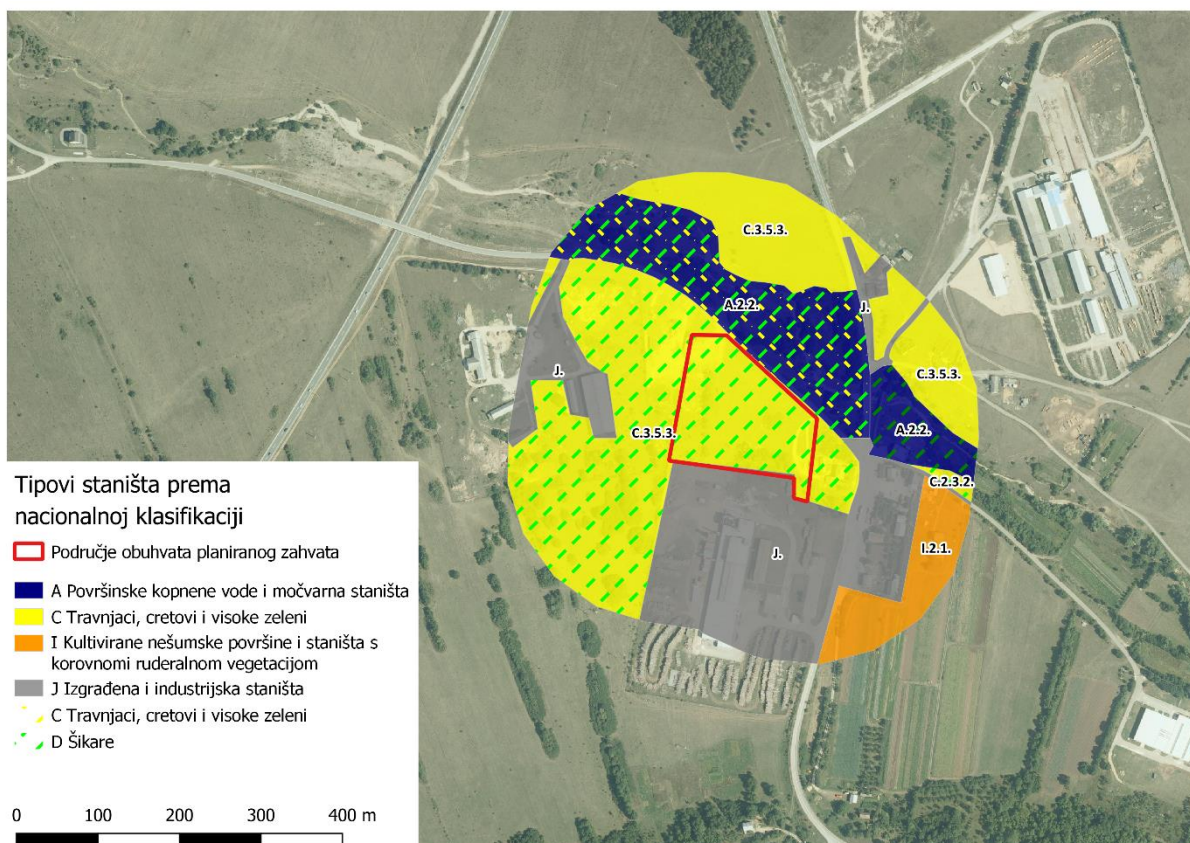 C.3.5.3.
A.2.2.
J.
C.3.5.3.
J.
A.2.2.
C.3.5.3.
C.2.3.2.
I.2.1.
J.
Tipovi staništa prema
nacionalnoj klasifikaciji
Područje obuhvata planiranog zahvata
A Površinske kopnene vode i močvarna staništa
C Travnjaci, cretovi i visoke zeleni
I Kultivirane nešumske površine i staništa s
korovnomi ruderalnom vegetacijom
J Izgrađena i industrijska staništa
C Travnjaci, cretovi i visoke zeleni
D Šikare
0 100 200 300 400 m